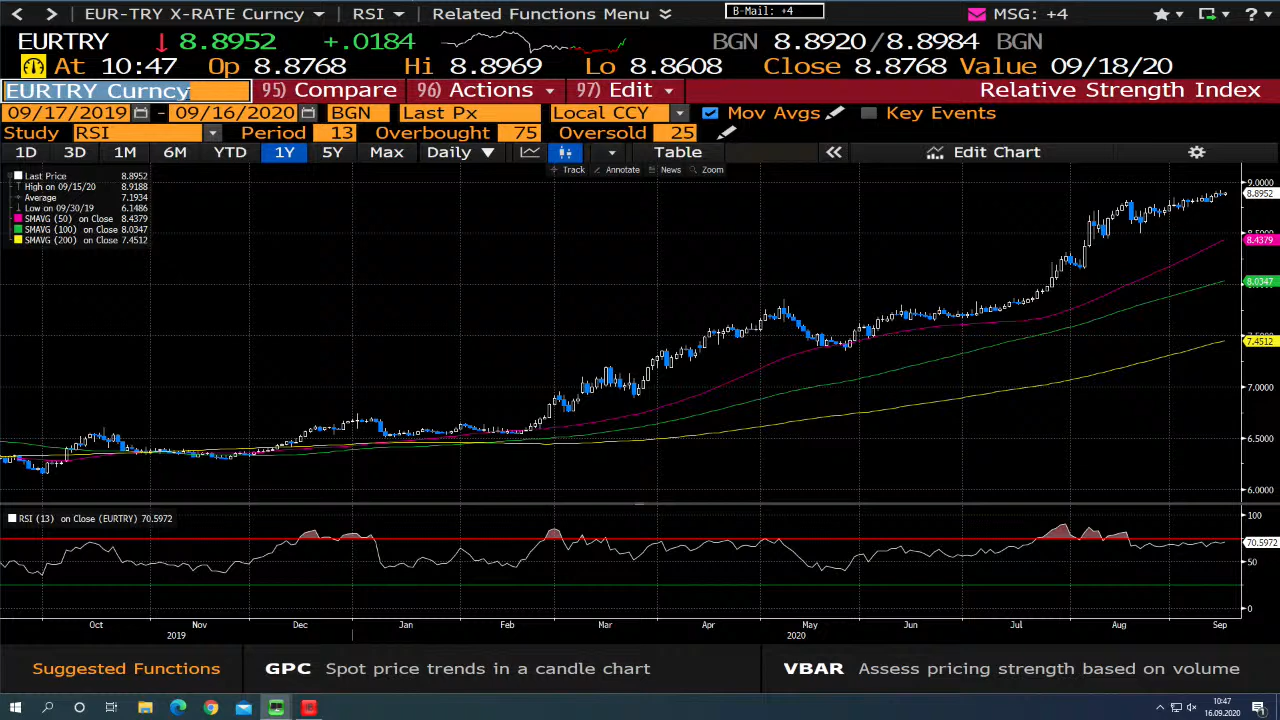 EUR-TRY X-RATE Curncy RSI Related Functions Menu B-Mail: +4 MSG: +4 ?
EURTRY 8.8952 +.0184 BGN 8.8920/8.8984 BGN
At 10:47 Op 8.8768 Hi 8.8969 Lo 8.8608 Close 8.8768 Value 09/18/20
EURTRY Curncy 95) Compare 96) Actions 97) Edit Relative Strength Index
09/17/2019 - 09/16/2020 BGN Last Px Local CCY Mov Avgs Key Events
Study RSI Period 13 Overbought 75 Oversold 25
1D 3D 1M 6M YTD 1Y 5Y Max Daily Table Edit Chart
Track Annotate News Zoom
Last Price 8.8952
High on 09/15/20 8.9188
Average 7.1934
Low on 09/30/19 6.1486
SMAVG (50) on Close 8.4379
SMAVG (100) on Close 8.0347
SMAVG (200) on Close 7.4512
9.0000
8.8952
8.4379
8.0347
7.4512
7.0000
6.5000
6.0000
RSI (13) on Close (EURTRY) 70.5972
100
70.5972
50
0
Oct Nov Dec Jan Feb Mar Apr May Jun Jul Aug Sep
2019 2020
Suggested Functions GPC Spot price trends in a candle chart VBAR Assess pricing strength based on volume
10:47
16.09.2020
1